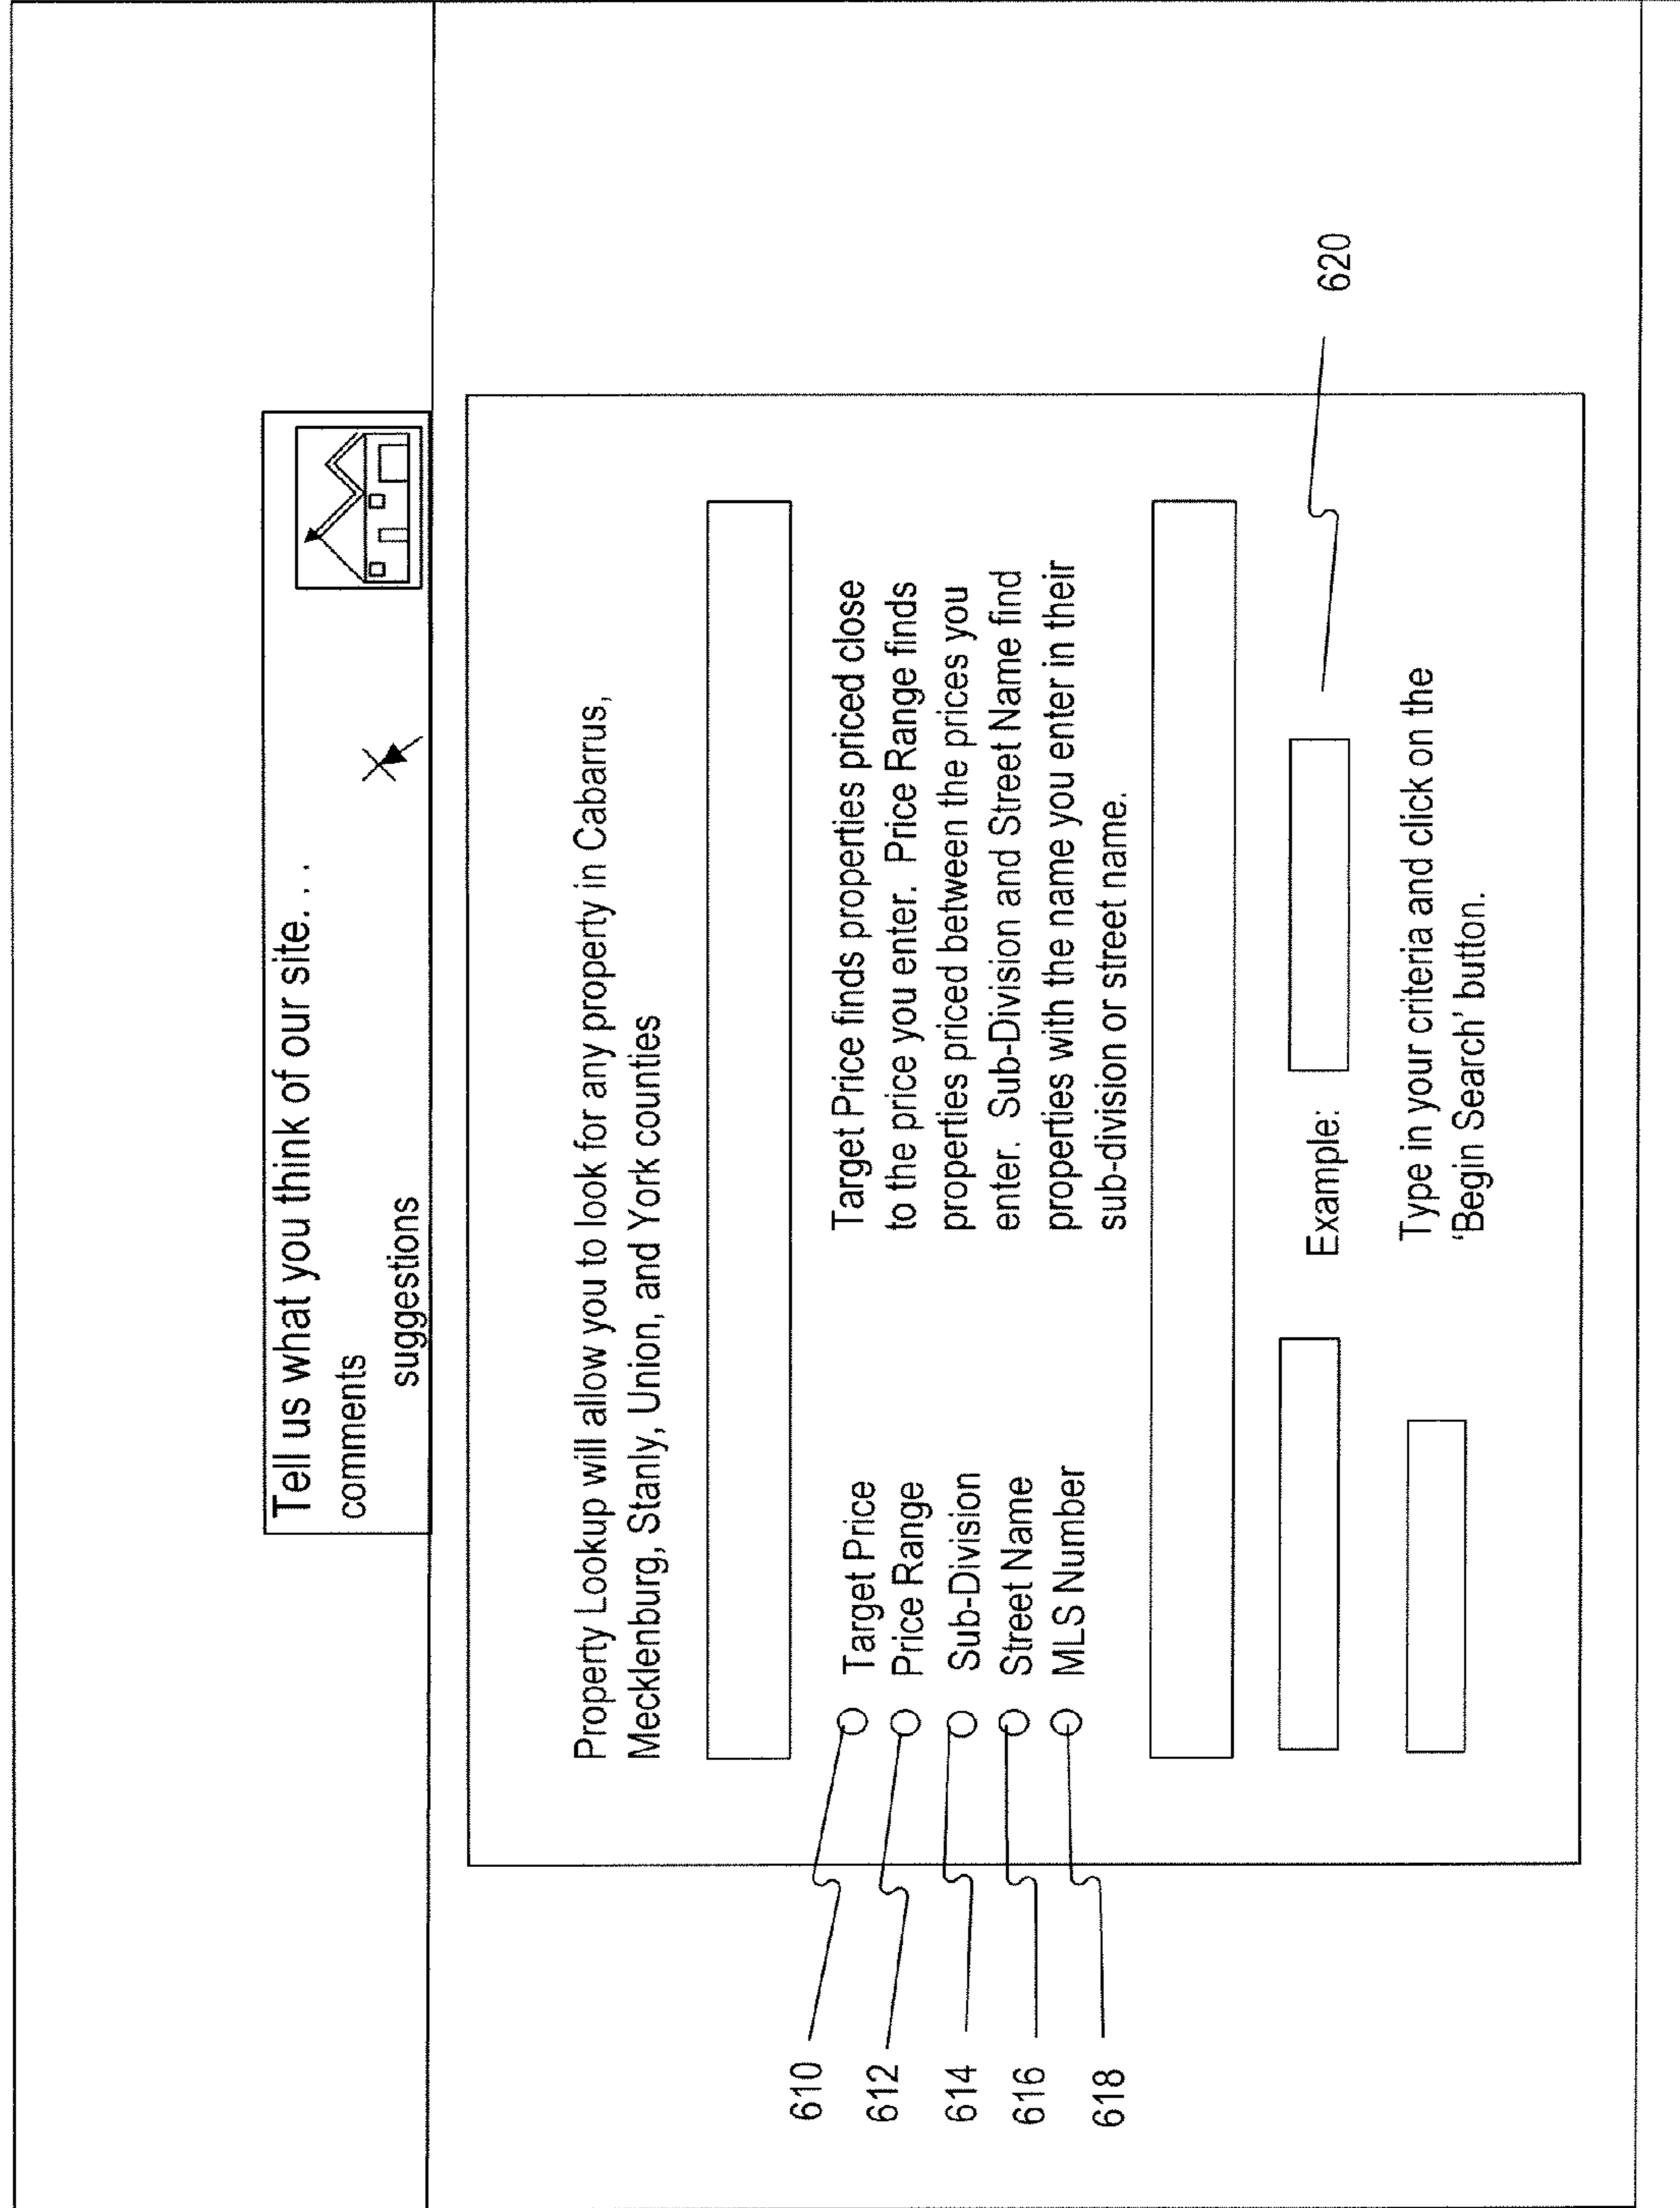 Tell us what you think of our site. . .
comments
suggestions
Property Lookup will allow you to look for any property in Cabarrus,
Mecklenburg, Stanly, Union, and York counties
610
612
614
616
618
Target Price
Price Range
Sub-Division
Street Name
MLS Number
Target Price finds properties priced close
to the price you enter. Price Range finds
properties priced between the prices you
enter. Sub-Division and Street Name find
properties with the name you enter in their
sub-division or street name.
Example:
620
Type in your criteria and click on the
‘Begin Search’ button.